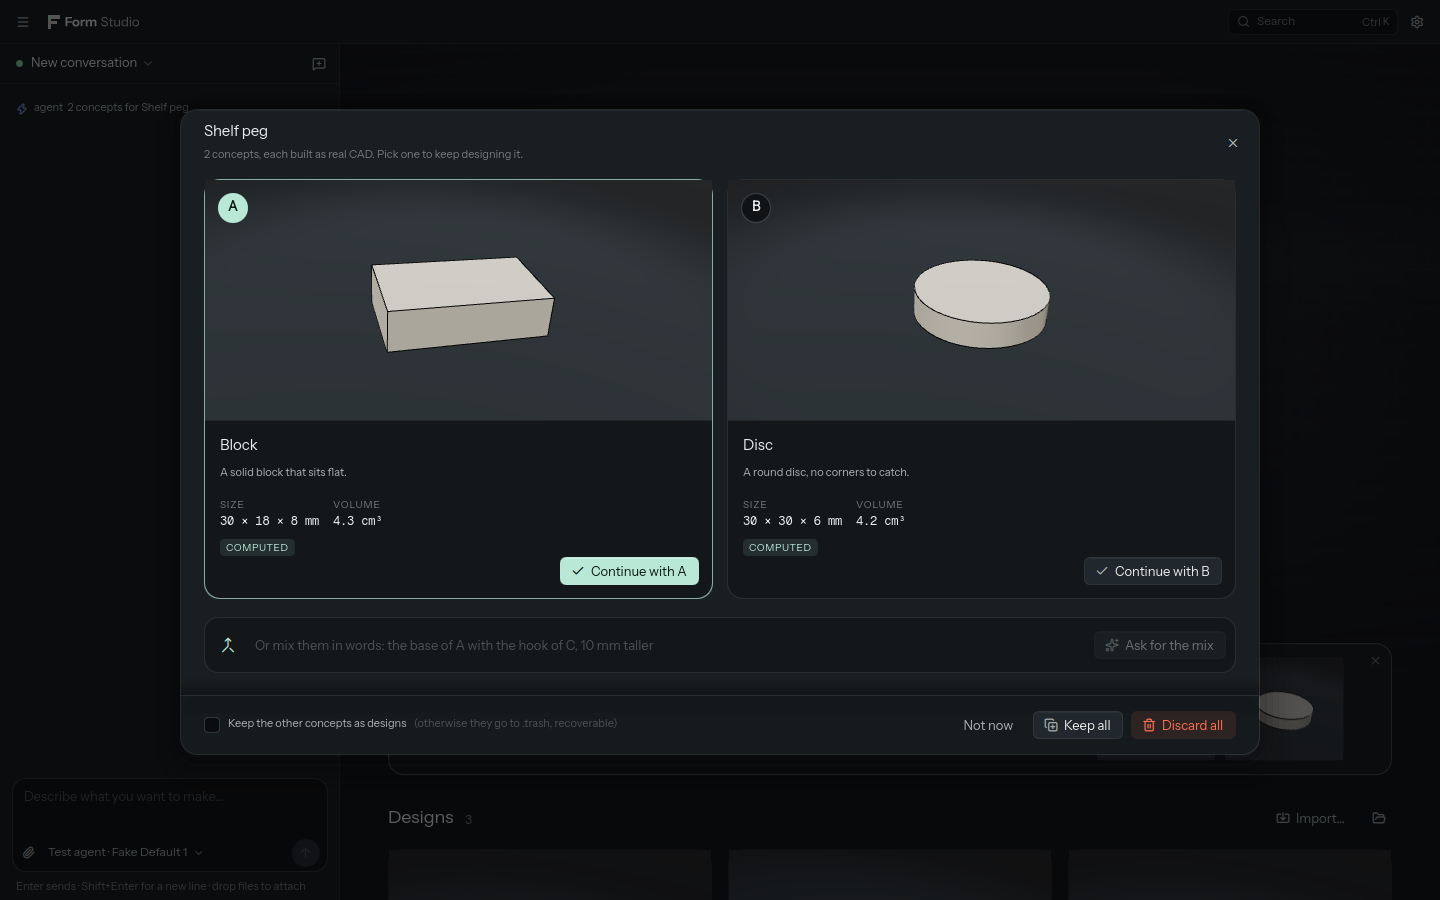 Form Studio
Search Ctrl K
New conversation
agent 2 concepts for Shelf peg
Shelf peg
2 concepts, each built as real CAD. Pick one to keep designing it.
A
Block
A solid block that sits flat.
SIZE VOLUME
30 × 18 × 8 mm 4.3 cm³
COMPUTED
Continue with A
B
Disc
A round disc, no corners to catch.
SIZE VOLUME
30 × 30 × 6 mm 4.2 cm³
COMPUTED
Continue with B
Or mix them in words: the base of A with the hook of C, 10 mm taller
Ask for the mix
Keep the other concepts as designs (otherwise they go to .trash, recoverable)
Not now
Keep all
Discard all
Describe what you want to make...
Test agent · Fake Default 1
Enter sends · Shift+Enter for a new line · drop files to attach
Designs 3
Import...